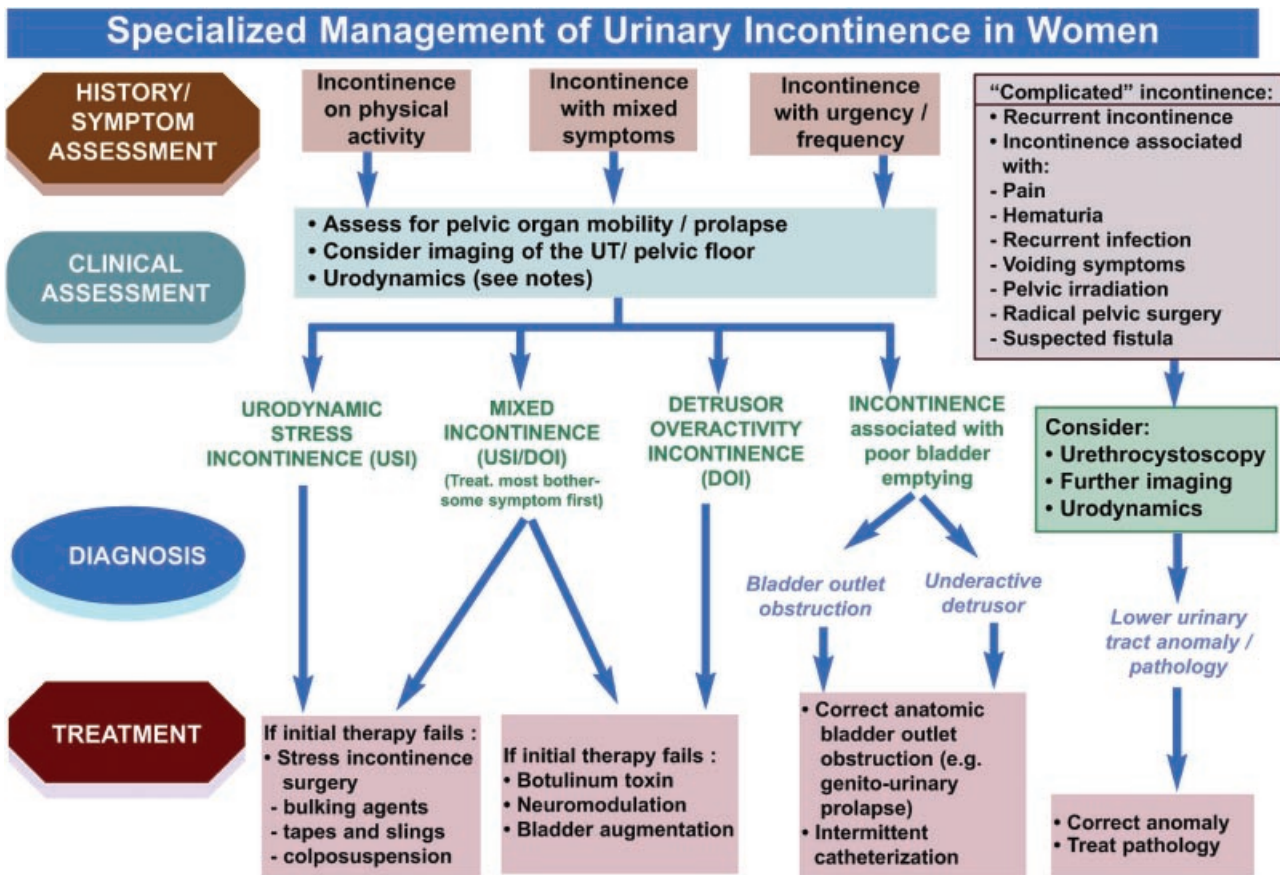 Specialized Management of Urinary Incontinence in Women
HISTORY/
SYMPTOM
ASSESSMENT
Incontinence
on physical
activity
Incontinence
with mixed
symptoms
Incontinence
with urgency /
frequency
“Complicated” incontinence:
• Recurrent incontinence
• Incontinence associated
with:
- Pain
- Hematuria
- Recurrent infection
- Voiding symptoms
- Pelvic irradiation
- Radical pelvic surgery
- Suspected fistula
CLINICAL
ASSESSMENT
• Assess for pelvic organ mobility / prolapse
• Consider imaging of the UT/ pelvic floor
• Urodynamics (see notes)
URODYNAMIC
STRESS
INCONTINENCE (USI)
MIXED
INCONTINENCE
(USI/DOI)
(Treat. most bother-
some symptom first)
DETRUSOR
OVERACTIVITY
INCONTINENCE
(DOI)
INCONTINENCE
associated with
poor bladder
emptying
Consider:
• Urethrocystoscopy
• Further imaging
• Urodynamics
DIAGNOSIS
Bladder outlet
obstruction
Underactive
detrusor
Lower urinary
tract anomaly /
pathology
TREATMENT
If initial therapy fails :
• Stress incontinence
surgery
- bulking agents
- tapes and slings
- colposuspension
If initial therapy fails :
• Botulinum toxin
• Neuromodulation
• Bladder augmentation
• Correct anatomic
bladder outlet
obstruction (e.g.
genito-urinary
prolapse)
• Intermittent
catheterization
• Correct anomaly
• Treat pathology